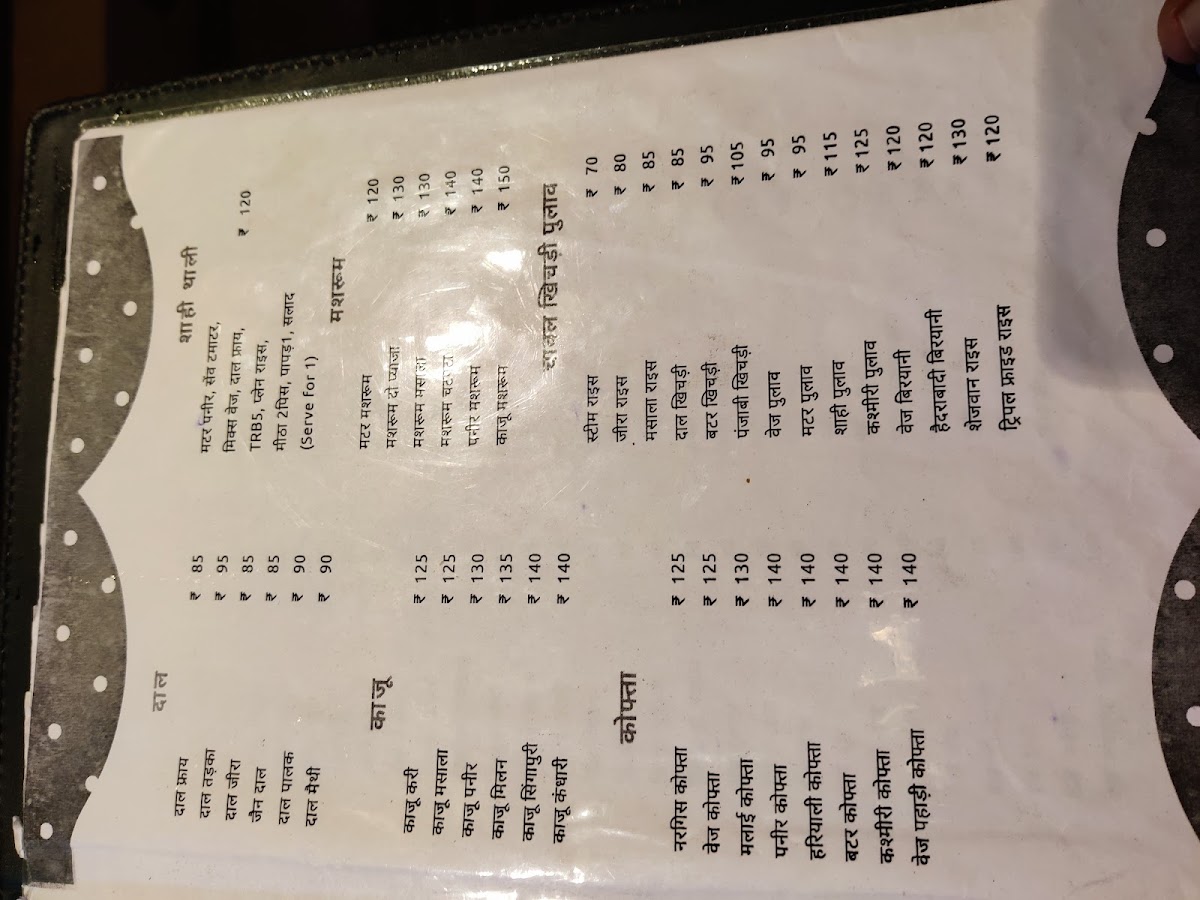 दाल
दाल फ्राय ₹ 85
दाल तड़का ₹ 95
दाल जीरा ₹ 85
जैन दाल ₹ 85
दाल पालक ₹ 90
दाल मैथी ₹ 90
काजू
काजू करी ₹ 125
काजू मसाला ₹ 125
काजू पनीर ₹ 130
काजू मिलन ₹ 135
काजू सिंगापुरी ₹ 140
काजू कंधारी ₹ 140
कोफ्ता
नरगिस कोफ्ता ₹ 125
वेज कोफ्ता ₹ 125
मलाई कोफ्ता ₹ 130
पनीर कोफ्ता ₹ 140
हरियाली कोफ्ता ₹ 140
बटर कोफ्ता ₹ 140
कश्मीरी कोफ्ता ₹ 140
वेज पहाड़ी कोफ्ता ₹ 140
शाही थाली
मटर पनीर, सेव टमाटर, ₹ 120
मिक्स वेज, दाल फ्राय,
TRB5, प्लेन राइस,
मीठा 2पिस, पापड़1, सलाद
(Serve For 1)
मशरूम
मटर मशरूम ₹ 120
मशरूम दो प्याजा ₹ 130
मशरूम मसाला ₹ 130
मशरूम ₹ 140
पनीर मशरूम ₹ 140
काजू मशरूम ₹ 150
चावल खिचड़ी पुलाव
स्टीम राइस ₹ 70
जीरा राइस ₹ 80
मसाला राइस ₹ 85
दाल खिचड़ी ₹ 85
बटर खिचड़ी ₹ 95
पंजाबी खिचड़ी ₹ 105
वेज पुलाव ₹ 95
मटर पुलाव ₹ 95
शाही पुलाव ₹ 115
कश्मीरी पुलाव ₹ 125
वेज बिरयानी ₹ 120
हैदराबादी बिरयानी ₹ 120
शेजवान राइस ₹ 130
ट्रिपल फ्राइड राइस ₹ 120